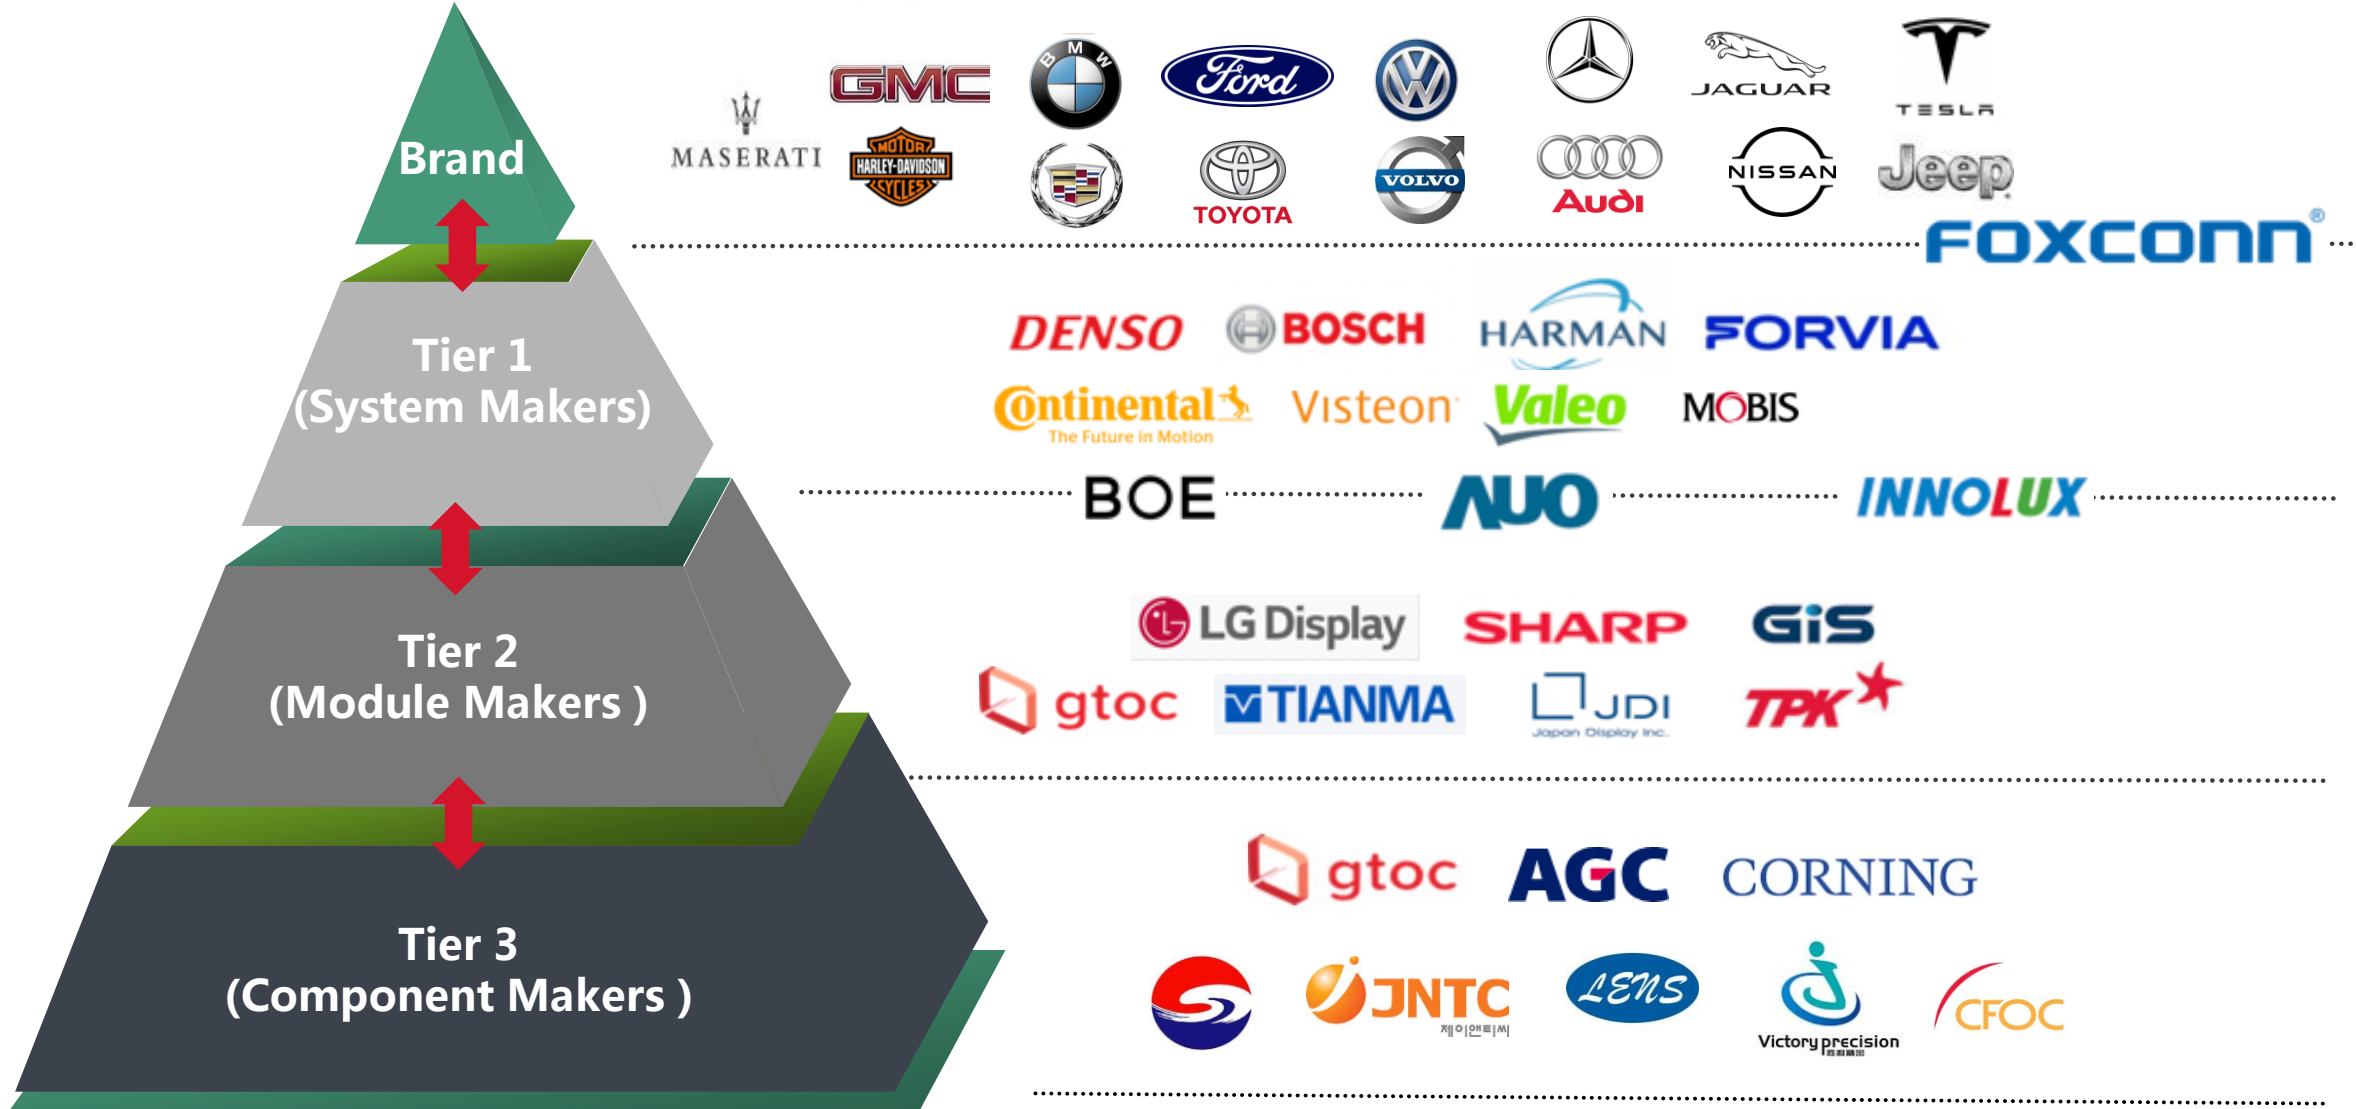 Brand
MASERATI
GMC
BMW
Ford
VW
JAGUAR
TESLA
MOTOR
HARLEY-DAVIDSON
CYCLES
TOYOTA
VOLVO
Audi
NISSAN
Jeep
FOXCONN®
Tier 1
(System Makers)
DENSO
BOSCH
HARMAN
FORVIA
Continental
The Future in Motion
Visteon
Valeo
MOBIS
BOE
AUO
INNOLUX
Tier 2
(Module Makers )
LG Display
SHARP
GiS
gtoc
TIANMA
JDI
Japan Display Inc.
TPK
Tier 3
(Component Makers )
gtoc
AGC
CORNING
JNTC
제이앤티씨
LENS
Victory precision
CFOC